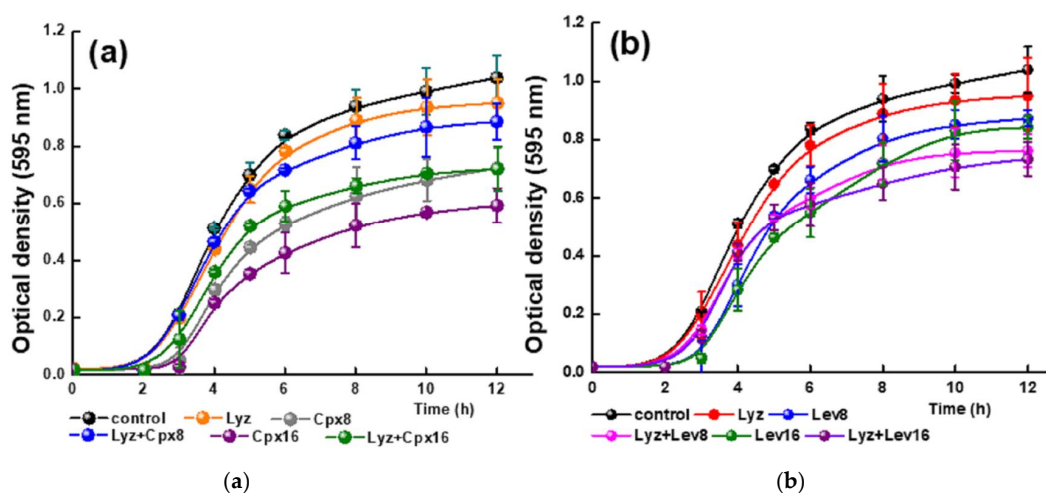 (a)
Optical density (595 nm)
1.2
1.0
0.8
0.6
0.4
0.2
0.0
0 2 4 6 8 10 12
Time (h)
control Lyz Cpx8
Lyz+Cpx8 Cpx16 Lyz+Cpx16
(a)
(b)
Optical density (595 nm)
1.2
1.0
0.8
0.6
0.4
0.2
0.0
0 2 4 6 8 10 12
Time (h)
control Lyz Lev8
Lyz+Lev8 Lev16 Lyz+Lev16
(b)